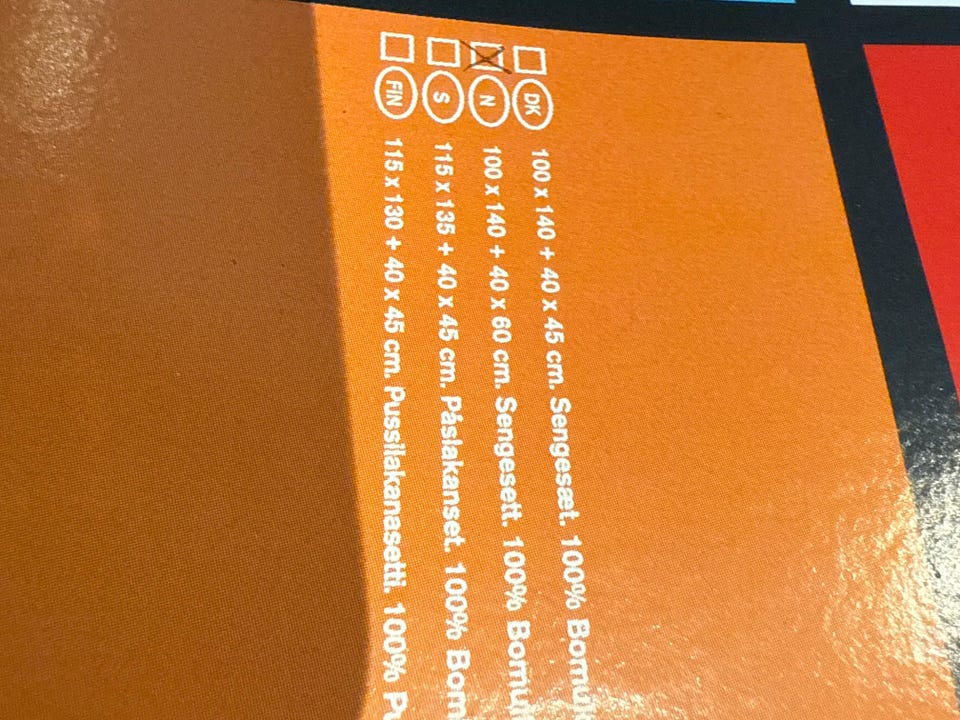 DK 100 x 140 + 40 x 45 cm. Sengesæt. 100%
N 100 x 140 + 40 x 60 cm. Sengesett. 100%
S 115 x 135 + 40 x 45 cm. Påslakanset. 100%
FIN 115 x 130 + 40 x 45 cm. Pussilakanasetti. 100%